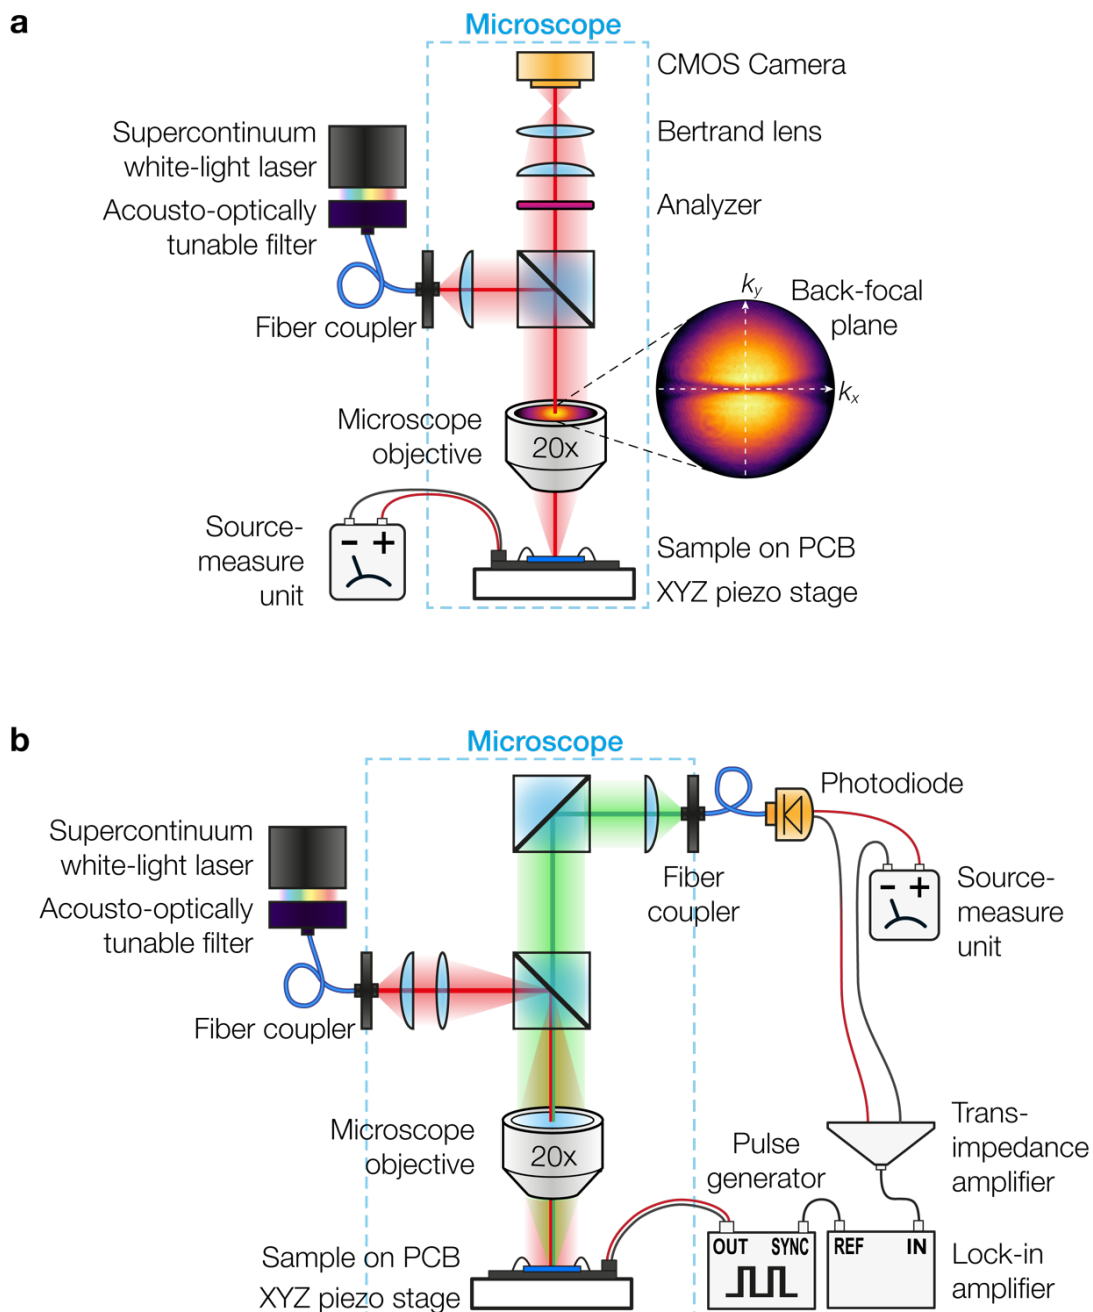 a
Microscope
CMOS Camera
Supercontinuum
white-light laser
Bertrand lens
Acousto-optically
tunable filter
Analyzer
Fiber coupler
ky
Back-focal
plane
kx
Microscope
objective
20x
Source-
measure
unit
- +
Sample on PCB
XYZ piezo stage
b
Microscope
Photodiode
Supercontinuum
white-light laser
Acousto-optically
tunable filter
Fiber
coupler
- +
Source-
measure
unit
Fiber coupler
Microscope
objective
20x
Pulse
generator
Trans-
impedance
amplifier
OUT SYNC
REF IN
Lock-in
amplifier
Sample on PCB
XYZ piezo stage